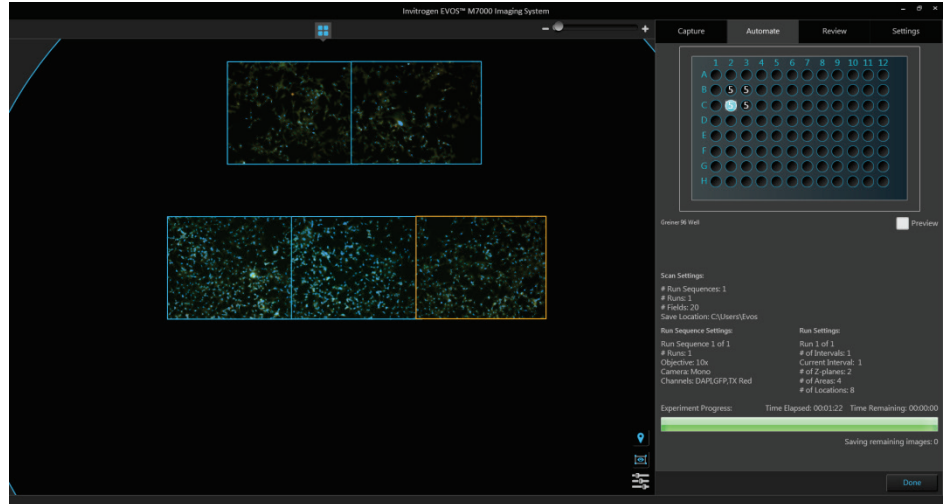 Invitrogen EVOS™ M7000 Imaging System
Capture Automate Review Settings
1 2 3 4 5 6 7 8 9 10 11 12
A
B 5 5
C 5 5
D
E
F
G
H
Greiner 96 Well
Preview
Scan Settings:
# Run Sequences: 1
# Runs: 1
# Fields: 20
Save Location: C:\Users\Evos
Run Sequence Settings: Run Settings:
Run Sequence 1 of 1 Run 1 of 1
# Runs: 1 # of Intervals: 1
Objective: 10x Current Interval: 1
Camera: Mono # of Z-planes: 2
Channels: DAPI,GFP,TX Red # of Areas: 4
# of Locations: 8
Experiment Progress: Time Elapsed: 00:01:22 Time Remaining: 00:00:00
Saving remaining images: 0
Done